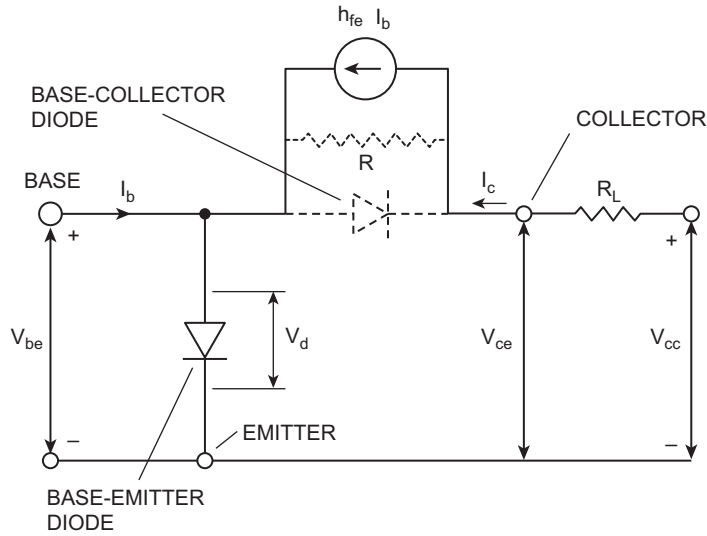 h_fe I_b
BASE-COLLECTOR
DIODE
COLLECTOR
R
BASE
I_b
I_c
R_L
+
+
V_be
V_d
V_ce
V_cc
–
–
EMITTER
BASE-EMITTER
DIODE